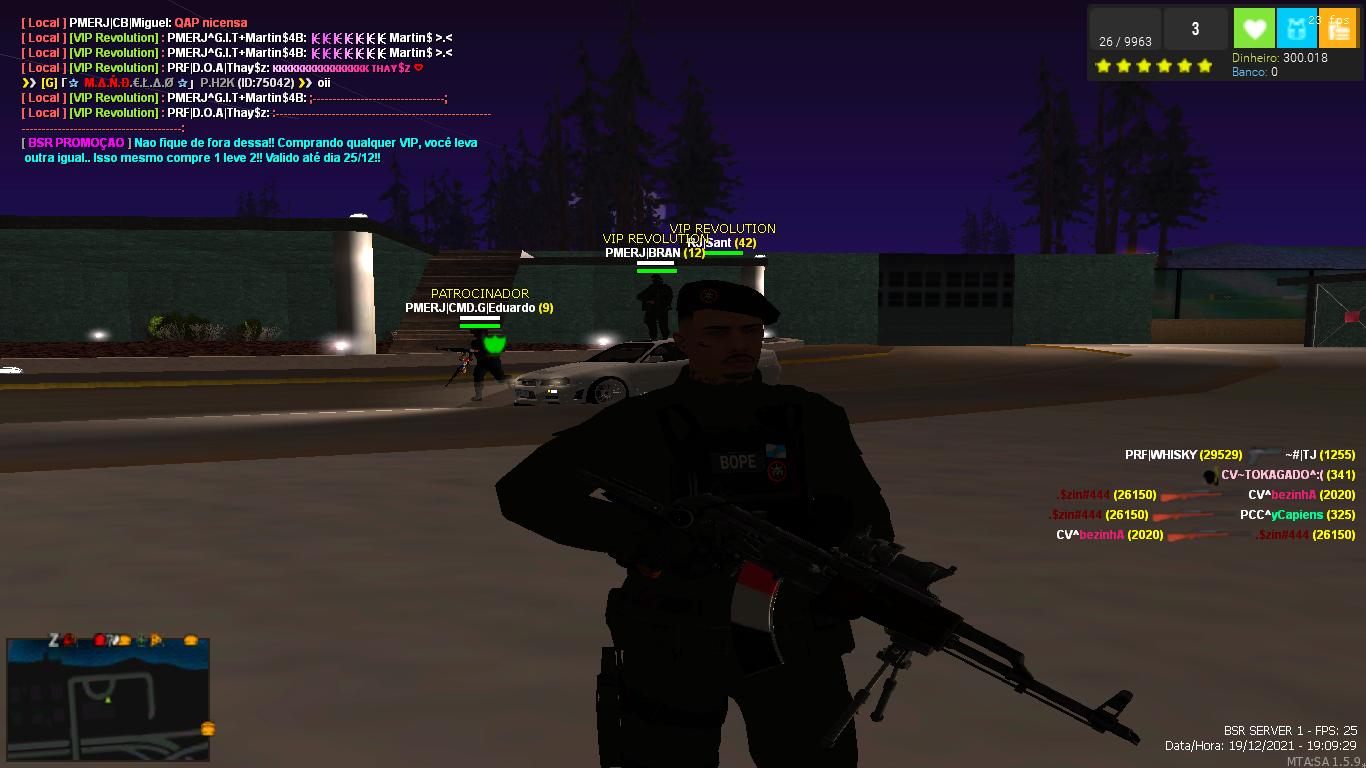 [ Local ] PMERJ|CB|Miguel: QAP nicensa
[ Local ] [VIP Revolution] : PMERJ^G.I.T+Martin$4B: Martin$ >.<
[ Local ] [VIP Revolution] : PMERJ^G.I.T+Martin$4B: Martin$ >.<
[ Local ] [VIP Revolution] : PRF|D.O.A|Thay$z: THAY$Z ♡
[G] 「☆ M.A.N.D.€.Ł.A.Ø ☆」 P.H2K (ID:75042) oii
[ Local ] [VIP Revolution] : PMERJ^G.I.T+Martin$4B:
[ Local ] [VIP Revolution] : PRF|D.O.A|Thay$z:
[ BSR PROMOÇÃO ] Nao fique de fora dessa!! Comprando qualquer VIP, você leva
outra igual.. Isso mesmo compre 1 leve 2!! Valido até dia 25/12!!
26 / 9963
3
23 fps
Dinheiro: 300.018
Banco: 0
VIP REVOLUTION
RJ|Sant (42)
VIP REVOLUTION
PMERJ|BRAN (12)
PATROCINADOR
PMERJ|CMD.G|Eduardo (9)
BOPE
PRF|WHISKY (29529) ~#|TJ (1255)
CV~TOKAGADO^:( (341)
.$zin#444 (26150) CV^bezinhA (2020)
.$zin#444 (26150) PCC^yCapiens (325)
CV^bezinhA (2020) .$zin#444 (26150)
Z
BSR SERVER 1 - FPS: 25
Data/Hora: 19/12/2021 - 19:09:29
MTA:SA 1.5.9